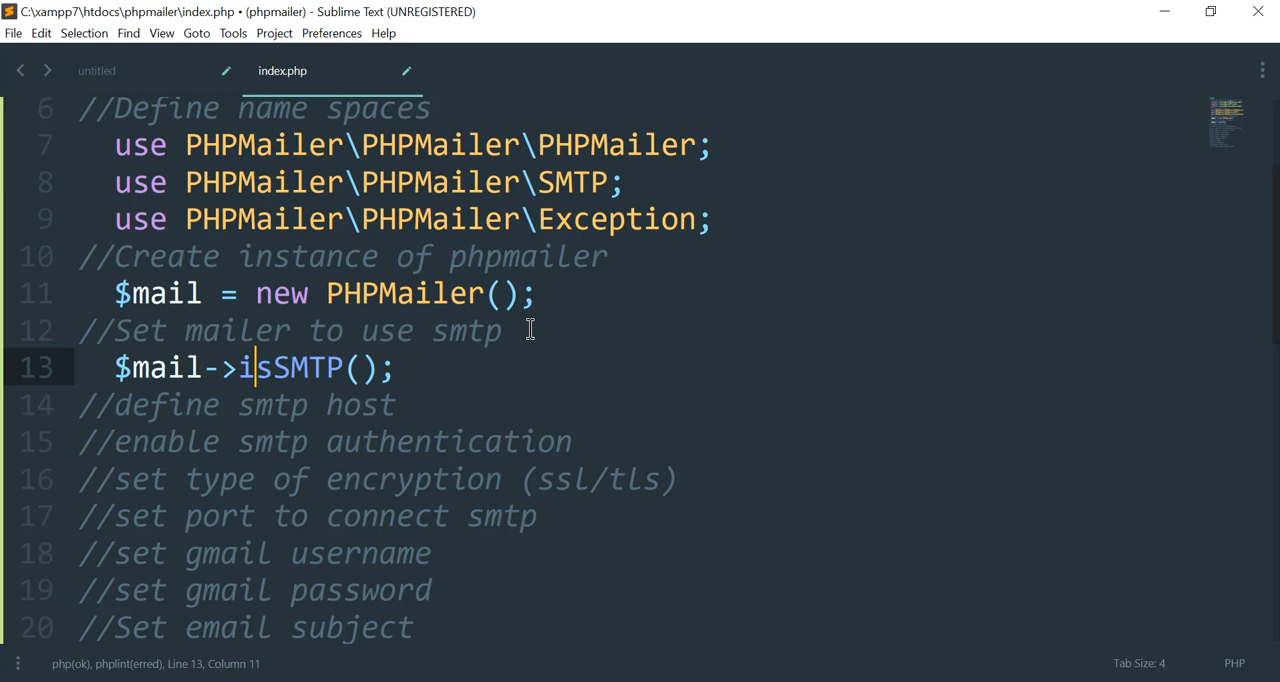 C:\xampp7\htdocs\phpmailer\index.php • (phpmailer) - Sublime Text (UNREGISTERED)
File Edit Selection Find View Goto Tools Project Preferences Help
untitled index.php
6 //Define name spaces
7 use PHPMailer\PHPMailer\PHPMailer;
8 use PHPMailer\PHPMailer\SMTP;
9 use PHPMailer\PHPMailer\Exception;
10 //Create instance of phpmailer
11 $mail = new PHPMailer();
12 //Set mailer to use smtp
13 $mail->isSMTP();
14 //define smtp host
15 //enable smtp authentication
16 //set type of encryption (ssl/tls)
17 //set port to connect smtp
18 //set gmail username
19 //set gmail password
20 //Set email subject
php(ok), phplint(erred), Line 13, Column 11 Tab Size: 4 PHP